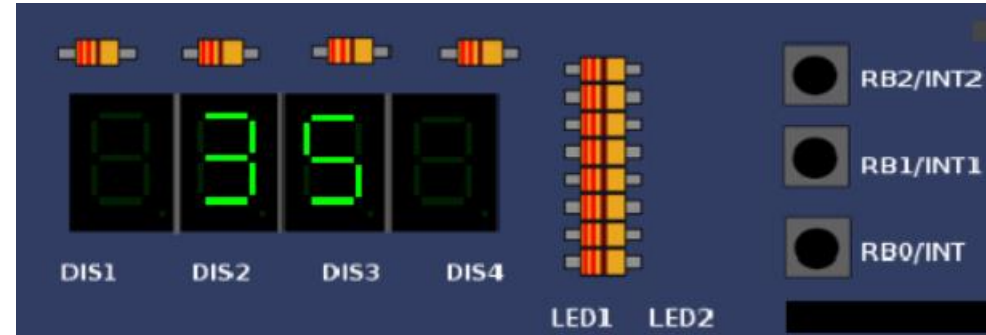 35
DIS1 DIS2 DIS3 DIS4
RB2/INT2
RB1/INT1
RB0/INT
LED1 LED2